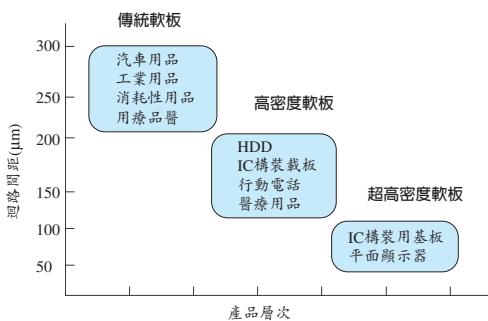 傳統軟板
300
250
200
150
100
50
迴路間距(μm)
汽車用品
工業用品
消耗性用品
用療品醫
高密度軟板
HDD
IC構裝載板
行動電話
醫療用品
超高密度軟板
IC構裝用基板
平面顯示器
產品層次